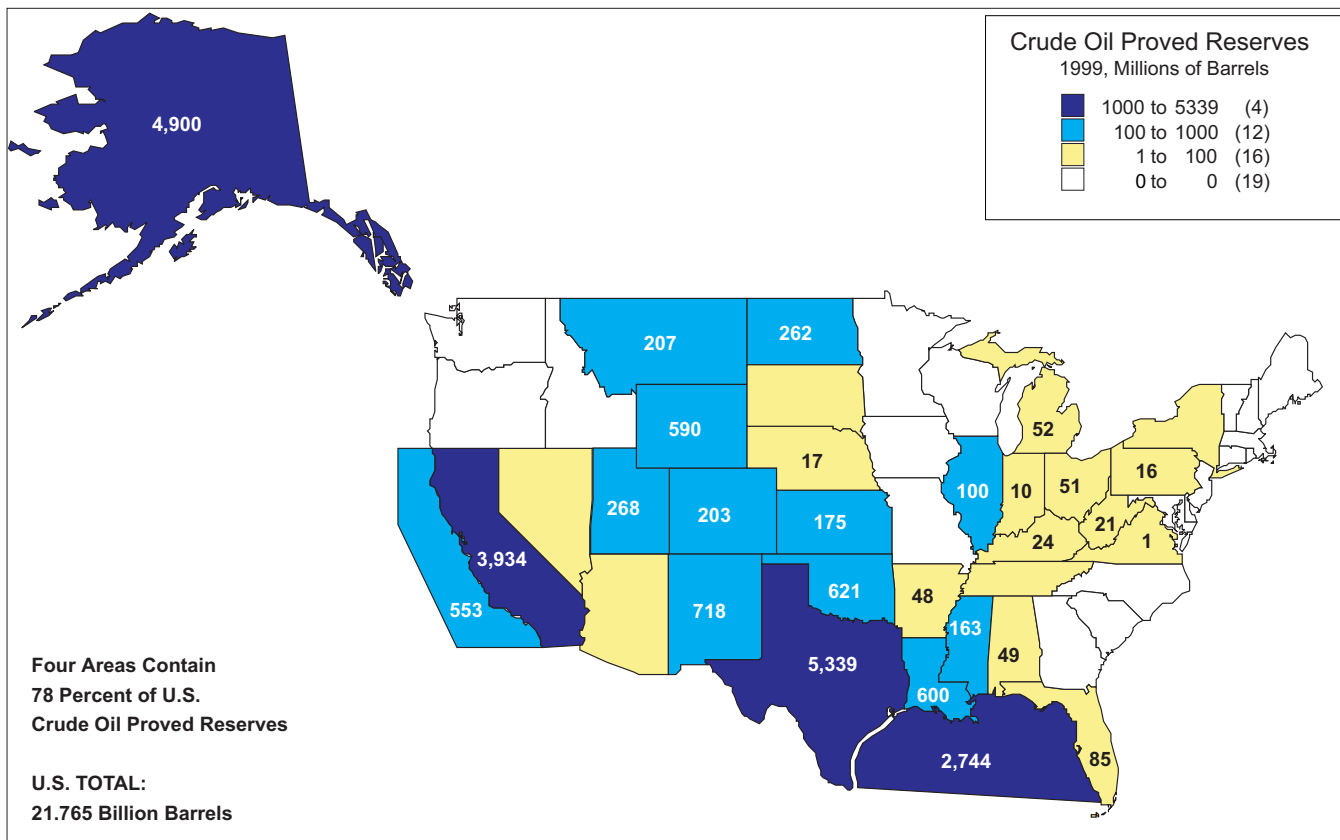 Crude Oil Proved Reserves
1999, Millions of Barrels
1000 to 5339 (4)
100 to 1000 (12)
1 to 100 (16)
0 to 0 (19)
4,900
207
262
590
52
17
16
268
203
175
100
10
51
21
1
24
3,934
553
718
621
48
163
49
5,339
600
2,744
85
Four Areas Contain
78 Percent of U.S.
Crude Oil Proved Reserves
U.S. TOTAL:
21.765 Billion Barrels